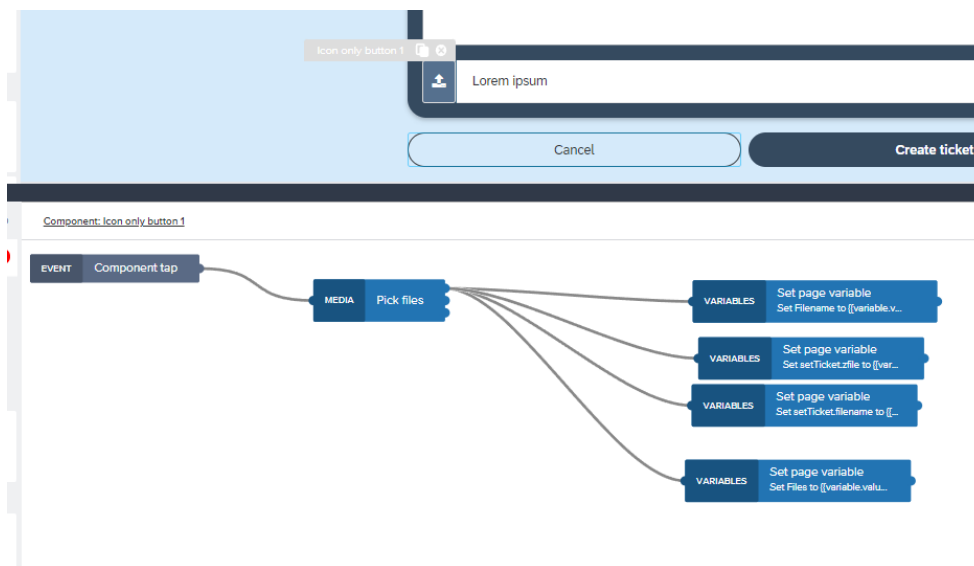 Icon only button 1
Lorem ipsum
Cancel
Create ticket
Component: Icon only button 1
EVENT Component tap
MEDIA Pick files
VARIABLES Set page variable
Set Filename to [[variable.v...
VARIABLES Set page variable
Set setTicket.zfile to [[var...
VARIABLES Set page variable
Set setTicket.filename to [[...
VARIABLES Set page variable
Set Files to [[variable.valu...